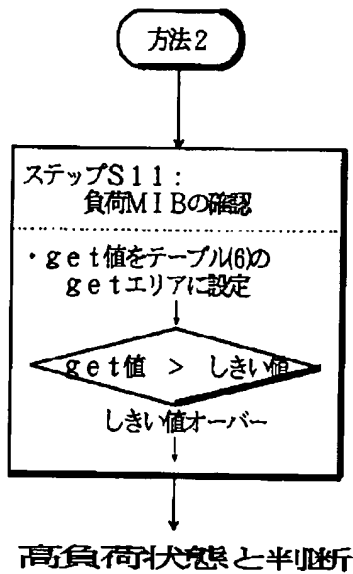 方法2
ステップS11:
負荷MIBの確認
・get値をテーブル(6)の
getエリアに設定
get値 > しきい値
しきい値オーバー
高負荷状態と判断